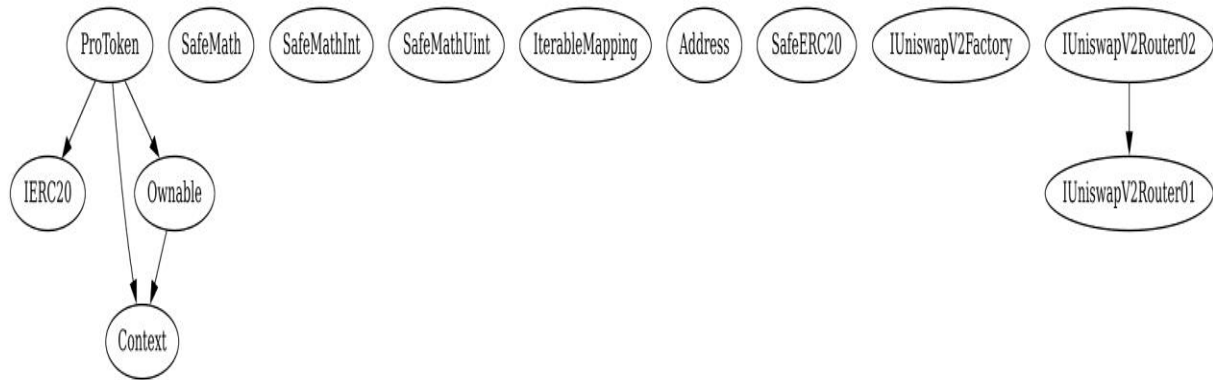 ProToken
SafeMath
SafeMathInt
SafeMathUint
IterableMapping
Address
SafeERC20
IUniswapV2Factory
IUniswapV2Router02
IERC20
Ownable
IUniswapV2Router01
Context